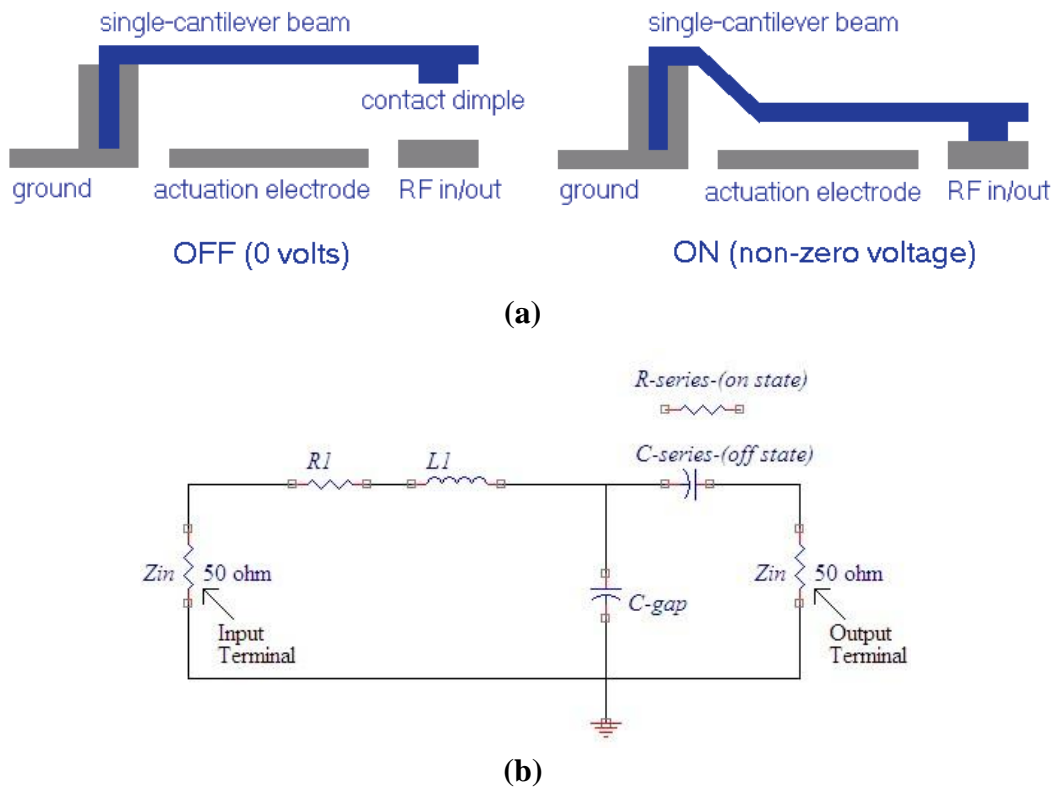 single-cantilever beam
contact dimple
ground
actuation electrode
RF in/out
OFF (0 volts)
single-cantilever beam
ground
actuation electrode
RF in/out
ON (non-zero voltage)
(a)
R-series-(on state)
C-series-(off state)
R1
L1
Zin 50 ohm
Input
Terminal
C-gap
Zin 50 ohm
Output
Terminal
(b)